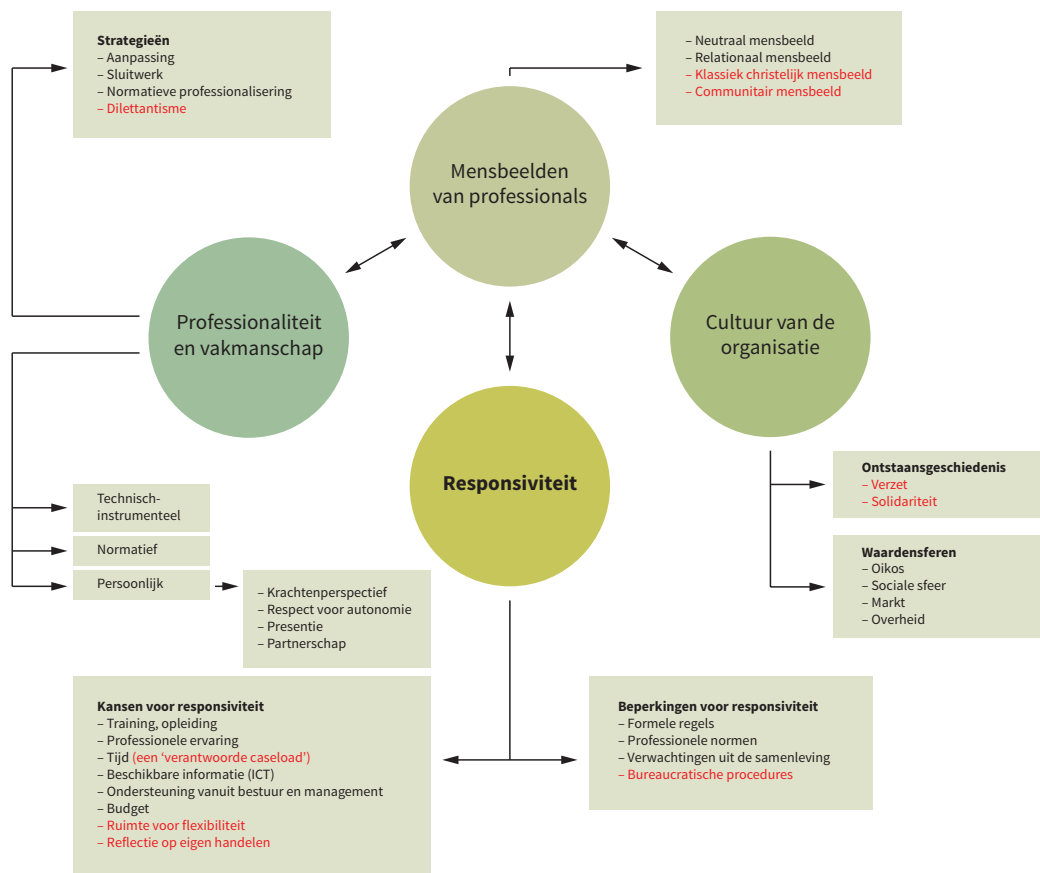 Strategieën
– Aanpassing
– Sluitwerk
– Normatieve professionalisering
– Dilettantisme
– Neutraal mensbeeld
– Relationaal mensbeeld
– Klassiek christelijk mensbeeld
– Communitair mensbeeld
Mensbeelden
van professionals
Professionaliteit
en vakmanschap
Cultuur van de
organisatie
Responsiviteit
Ontstaansgeschiedenis
– Verzet
– Solidariteit
Waardensferen
– Oikos
– Sociale sfeer
– Markt
– Overheid
Technisch-
instrumenteel
Normatief
Persoonlijk
– Krachtenperspectief
– Respect voor autonomie
– Presentie
– Partnerschap
Kansen voor responsiviteit
– Training, opleiding
– Professionele ervaring
– Tijd (een ‘verantwoorde caseload’)
– Beschikbare informatie (ICT)
– Ondersteuning vanuit bestuur en management
– Budget
– Ruimte voor flexibiliteit
– Reflectie op eigen handelen
Beperkingen voor responsiviteit
– Formele regels
– Professionele normen
– Verwachtingen uit de samenleving
– Bureaucratische procedures